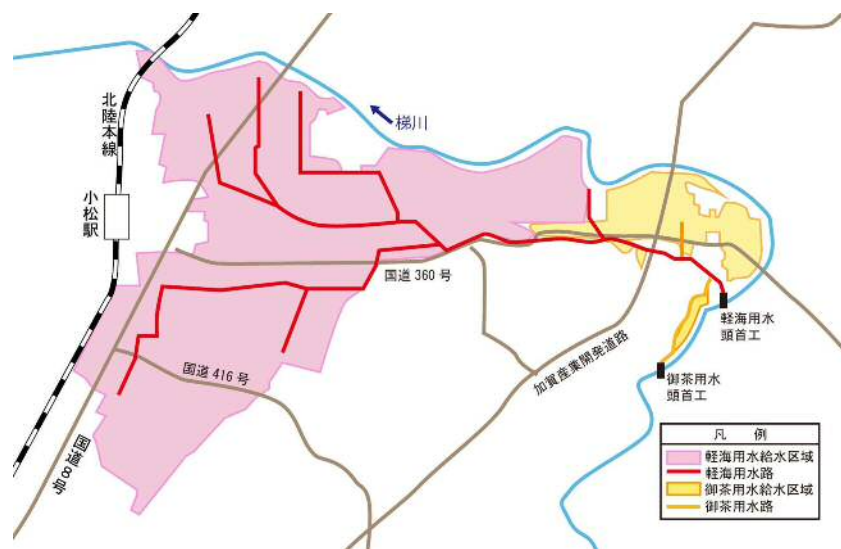 北陸本線
梯川
小松駅
国道360号
国道416号
加賀産業開発道路
国道8号
軽海用水
頭首工
御茶用水
頭首工
凡 例
軽海用水給水区域
軽海用水路
御茶用水給水区域
御茶用水路